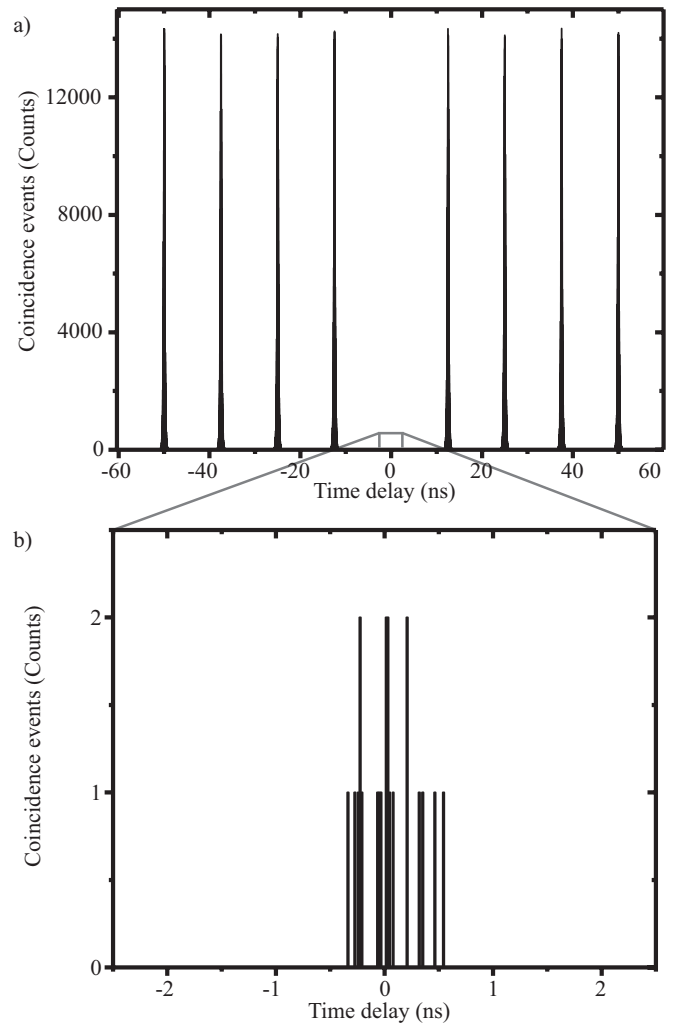 a)
Coincidence events (Counts)
12000
8000
4000
0
-60 -40 -20 0 20 40 60
Time delay (ns)
b)
Coincidence events (Counts)
2
1
0
-2 -1 0 1 2
Time delay (ns)